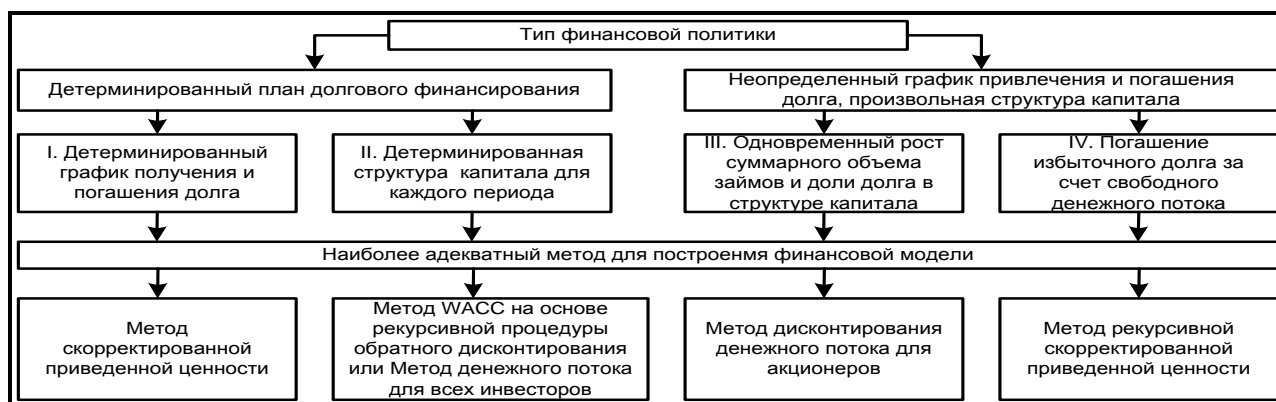 Тип финансовой политики
Детерминированный план долгового финансирования
Неопределенный график привлечения и погашения
долга, произвольная структура капитала
I. Детерминированный
график получения и
погашения долга
II. Детерминированная
структура капитала для
каждого периода
III. Одновременный рост
суммарного объема
займов и доли долга в
структуре капитала
IV. Погашение
избыточного долга за
счет свободного
денежного потока
Наиболее адекватный метод для построенмя финансовой модели
Метод
скорректированной
приведенной ценности
Метод WACC на основе
рекурсивной процедуры
обратного дисконтирования
или Метод денежного потока
для всех инвесторов
Метод дисконтирования
денежного потока для
акционеров
Метод рекурсивной
скорректированной
приведенной ценности